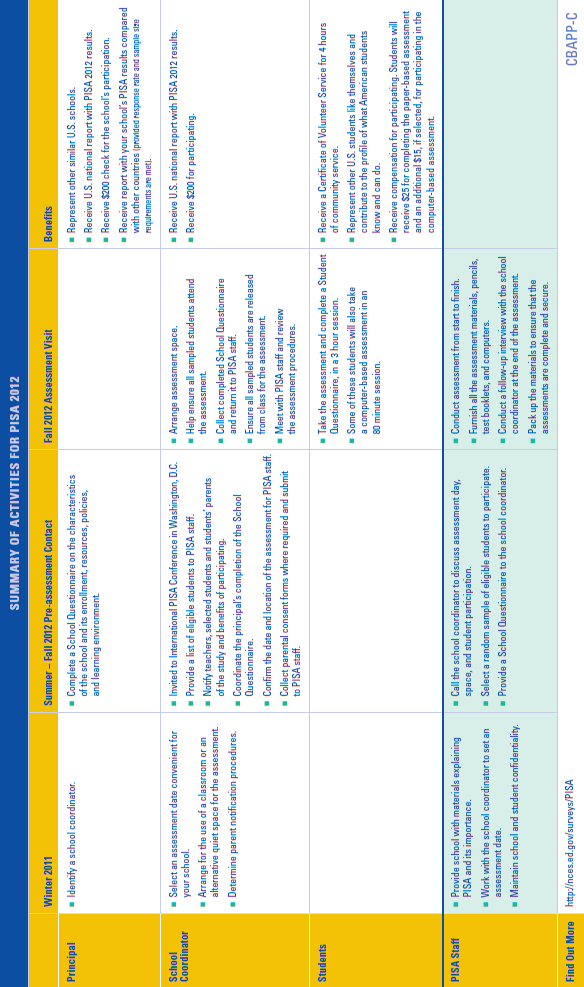 SUMMARY OF ACTIVITIES FOR PISA 2012
Winter 2011
Summer – Fall 2012 Pre-assessment Contact
Fall 2012 Assessment Visit
Benefits
Principal
■ Identify a school coordinator.
■ Complete a School Questionnaire on the characteristics
of the school and its enrollment, resources, policies,
and learning environment.
■ Represent other similar U.S. schools.
■ Receive U.S. national report with PISA 2012 results.
■ Receive $200 check for the school's participation.
■ Receive report with your school's PISA results compared
with other countries (provided response rate and sample size
requirements are met).
School
Coordinator
■ Select an assessment date convenient for
your school.
■ Arrange for the use of a classroom or an
alternative quiet space for the assessment.
■ Determine parent notification procedures.
■ Invited to International PISA Conference in Washington, D.C.
■ Provide a list of eligible students to PISA staff.
■ Notify teachers, selected students and students' parents
of the study and benefits of participating.
■ Coordinate the principal's completion of the School
Questionnaire.
■ Confirm the date and location of the assessment for PISA staff.
■ Collect parental consent forms where required and submit
to PISA staff.
■ Arrange assessment space.
■ Help ensure all sampled students attend
the assessment.
■ Collect completed School Questionnaire
and return it to PISA staff.
■ Ensure all sampled students are released
from class for the assessment.
■ Meet with PISA staff and review
the assessment procedures.
■ Receive U.S. national report with PISA 2012 results.
■ Receive $200 for participating.
Students
■ Take the assessment and complete a Student
Questionnaire, in a 3 hour session.
■ Some of these students will also take
a computer-based assessment in an
80 minute session.
■ Receive a Certificate of Volunteer Service for 4 hours
of community service.
■ Represent other U.S. students like themselves and
contribute to the profile of what American students
know and can do.
■ Receive compensation for participating. Students will
receive $25 for completing the paper-based assessment
and an additional $15, if selected, for participating in the
computer-based assessment.
PISA Staff
■ Provide school with materials explaining
PISA and its importance.
■ Work with the school coordinator to set an
assessment date.
■ Maintain school and student confidentiality.
■ Call the school coordinator to discuss assessment day,
space, and student participation.
■ Select a random sample of eligible students to participate.
■ Provide a School Questionnaire to the school coordinator.
■ Conduct assessment from start to finish.
■ Furnish all the assessment materials, pencils,
test booklets, and computers.
■ Conduct a follow-up interview with the school
coordinator at the end of the assessment.
■ Pack up the materials to ensure that the
assessments are complete and secure.
Find Out More
http://nces.ed.gov/surveys/PISA
CBAPP-C